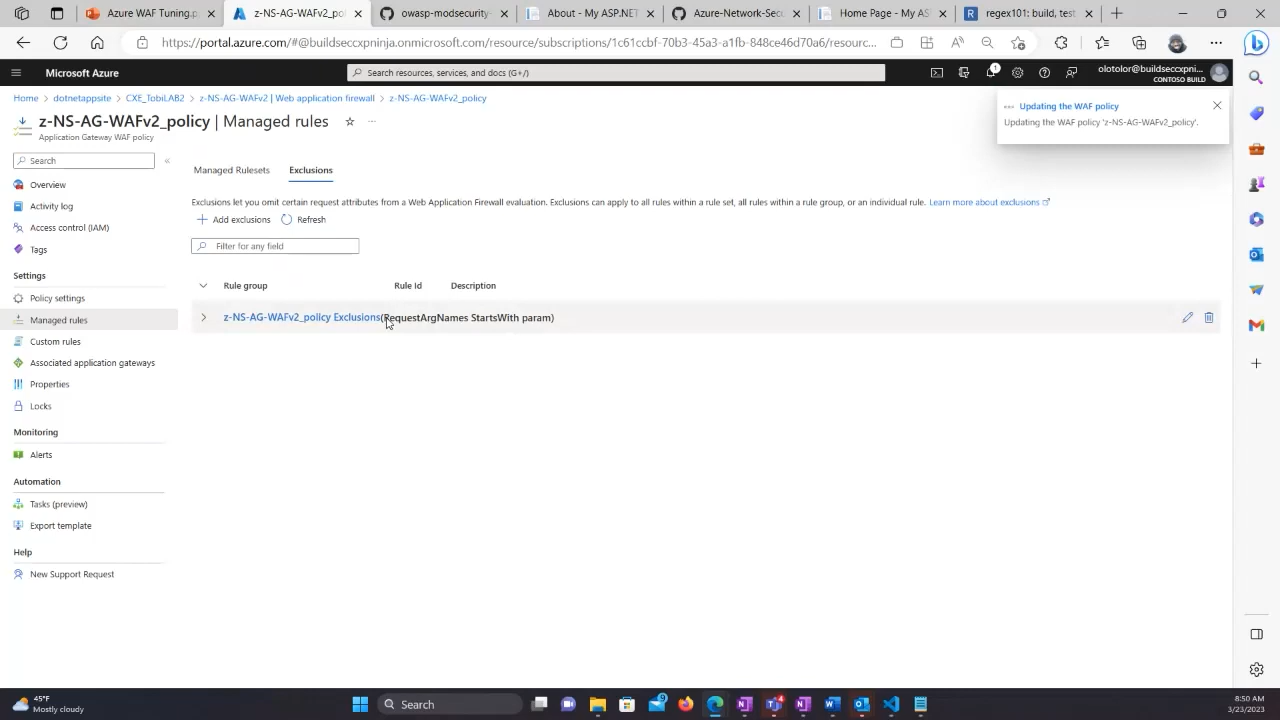 Azure WAF Tuning.p
z-NS-AG-WAFv2_pol
owasp-modsecurity-
About - My ASP.NET
Azure-Network-Secu
Home Page - My AS
regex101: build, test
https://portal.azure.com/#@buildseccxpninja.onmicrosoft.com/resource/subscriptions/1c61ccbf-70b3-45a3-a1fb-848ce46d70a6/resourc...
Microsoft Azure
Search resources, services, and docs (G+/)
1
olotolor@buildseccxpni...
CONTOSO BUILD
Home > dotnetappsite > CXE_TobiLAB2 > z-NS-AG-WAFv2 | Web application firewall > z-NS-AG-WAFv2_policy
z-NS-AG-WAFv2_policy | Managed rules
Application Gateway WAF policy
Updating the WAF policy
Updating the WAF policy 'z-NS-AG-WAFv2_policy'.
Search
Overview
Activity log
Access control (IAM)
Tags
Settings
Policy settings
Managed rules
Custom rules
Associated application gateways
Properties
Locks
Monitoring
Alerts
Automation
Tasks (preview)
Export template
Help
New Support Request
Managed Rulesets
Exclusions
Exclusions let you omit certain request attributes from a Web Application Firewall evaluation. Exclusions can apply to all rules within a rule set, all rules within a rule group, or an individual rule. Learn more about exclusions
Add exclusions
Refresh
Filter for any field
Rule group
Rule Id
Description
z-NS-AG-WAFv2_policy Exclusions(RequestArgNames StartsWith param)
45°F
Mostly cloudy
Search
9
4
8:50 AM
3/23/2023